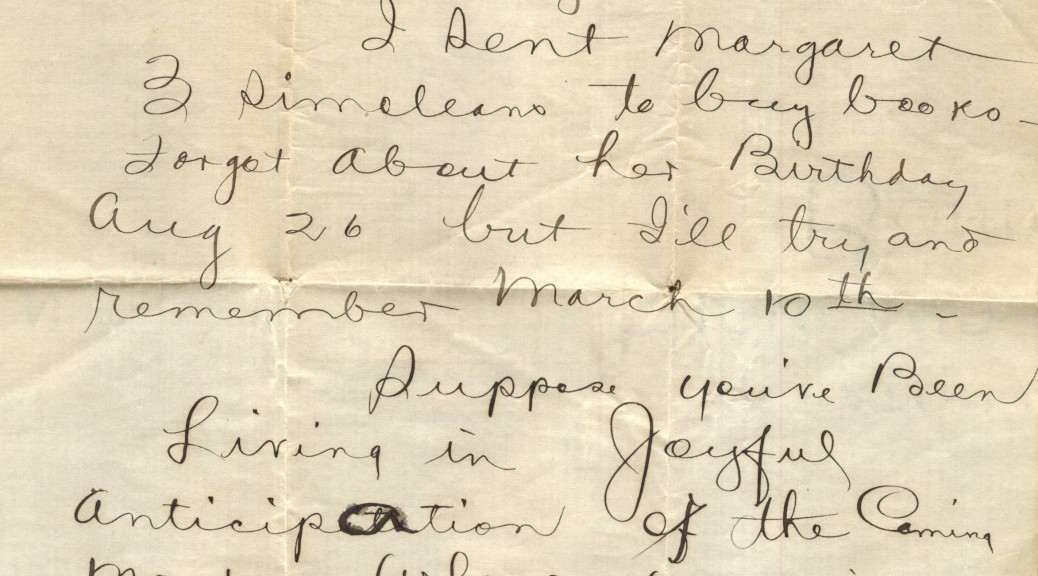 I sent Margaret
3 simoleans to buy books -
Forgot about her Birthday
Aug 26 but I'll try and
remember March 10th -
Suppose you've Been
Living in Joyful
Anticipation of the Coming